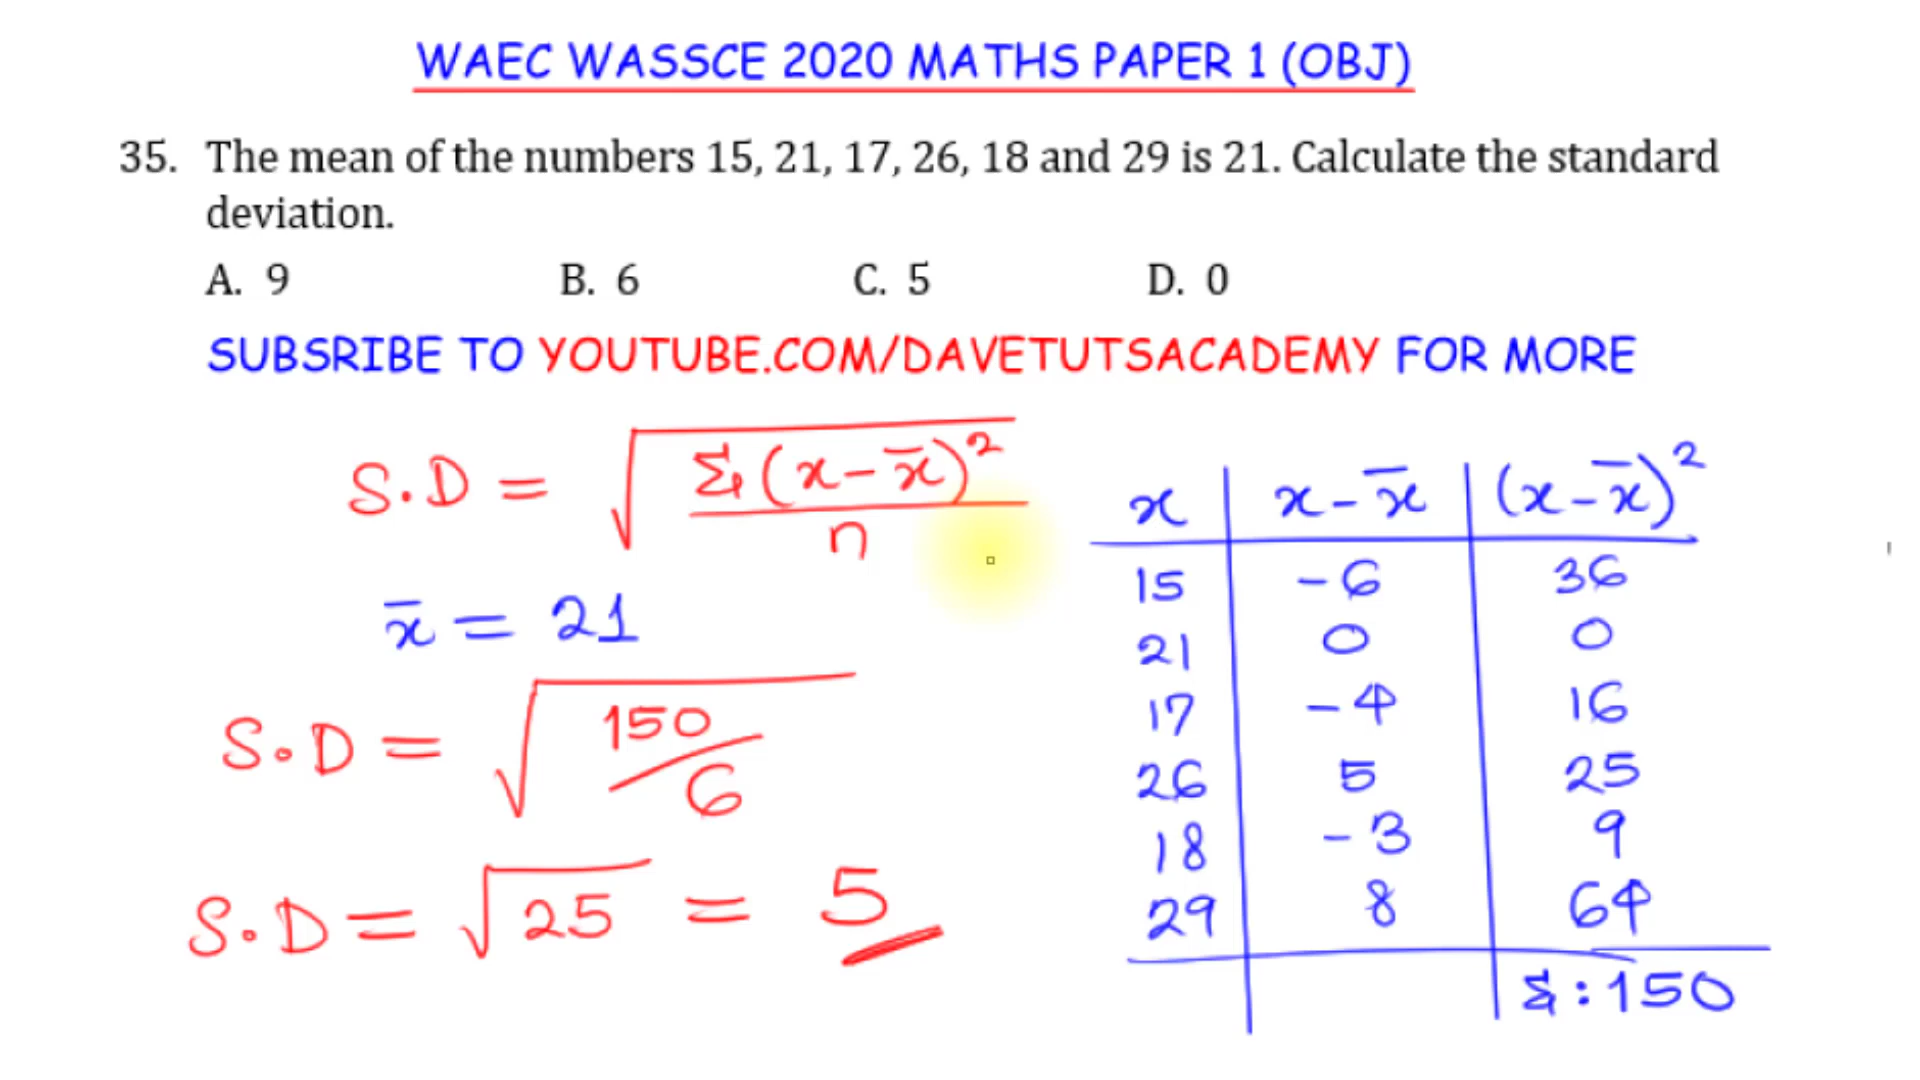 WAEC WASSCE 2020 MATHS PAPER 1 (OBJ)
35. The mean of the numbers 15, 21, 17, 26, 18 and 29 is 21. Calculate the standard
deviation.
A. 9 B. 6 C. 5 D. 0
SUBSRIBE TO YOUTUBE.COM/DAVETUTSACADEMY FOR MORE
S.D = √(Σ(x-x̄)²/n)
x̄ = 21
S.D = √(150/6)
S.D = √25 = 5
x | x-x̄ | (x-x̄)²
15 | -6 | 36
21 | 0 | 0
17 | -4 | 16
26 | 5 | 25
18 | -3 | 9
29 | 8 | 64
Σ:150